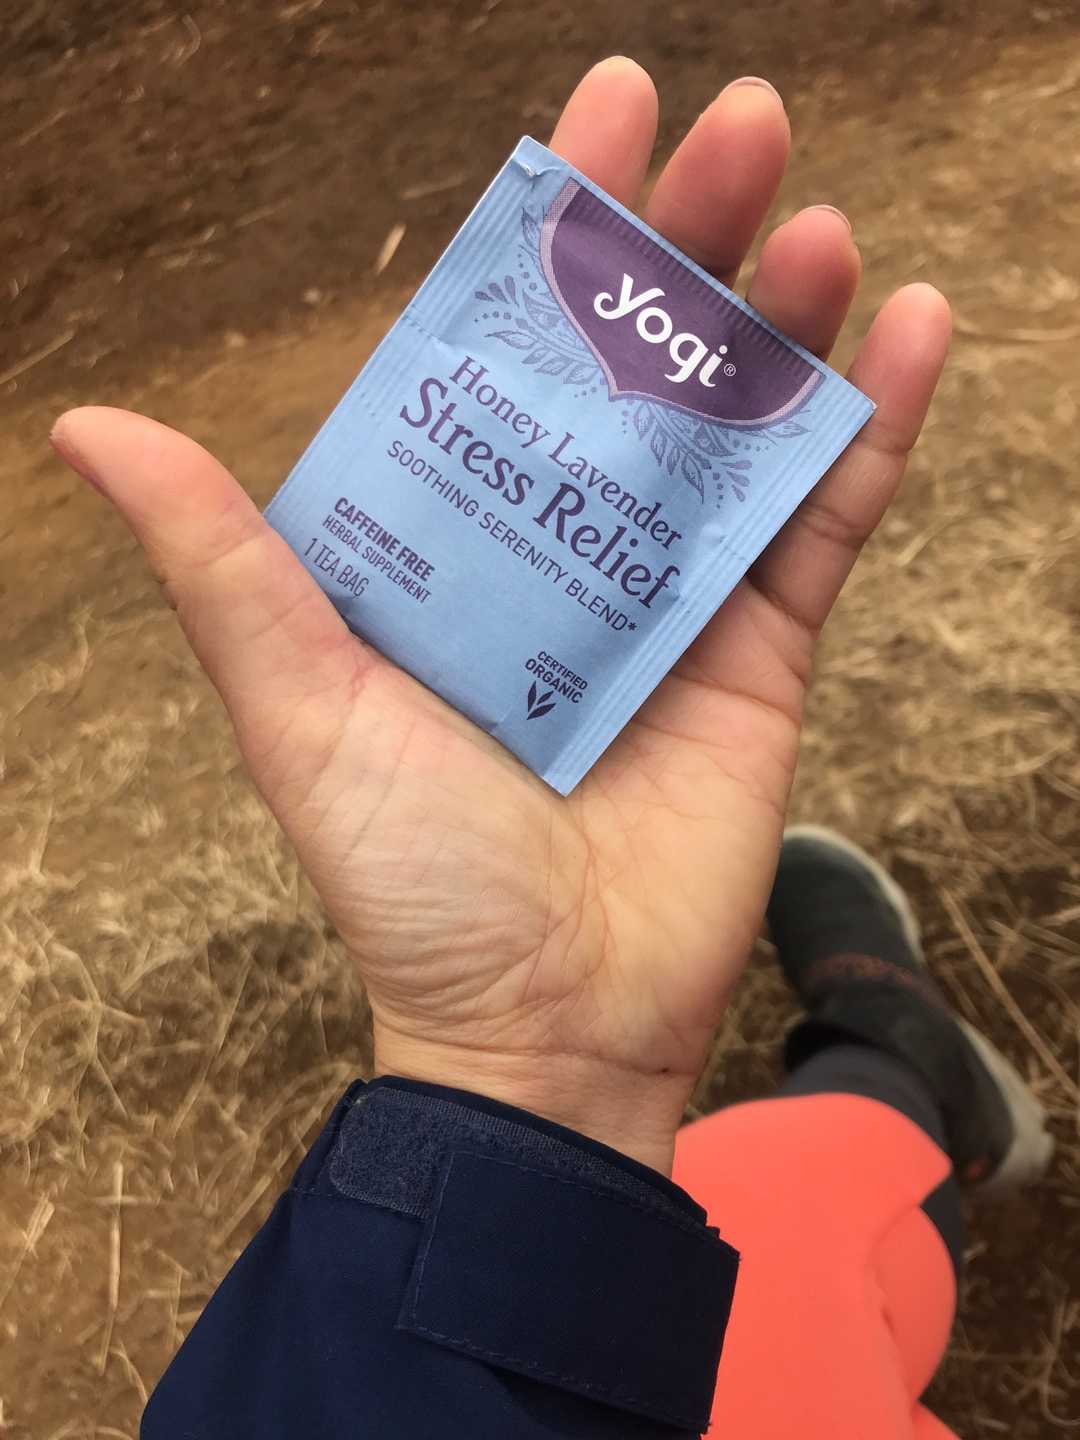 yogi®
Honey Lavender
Stress Relief
SOOTHING SERENITY BLEND*
CAFFEINE FREE
HERBAL SUPPLEMENT
1 TEA BAG
CERTIFIED
ORGANIC